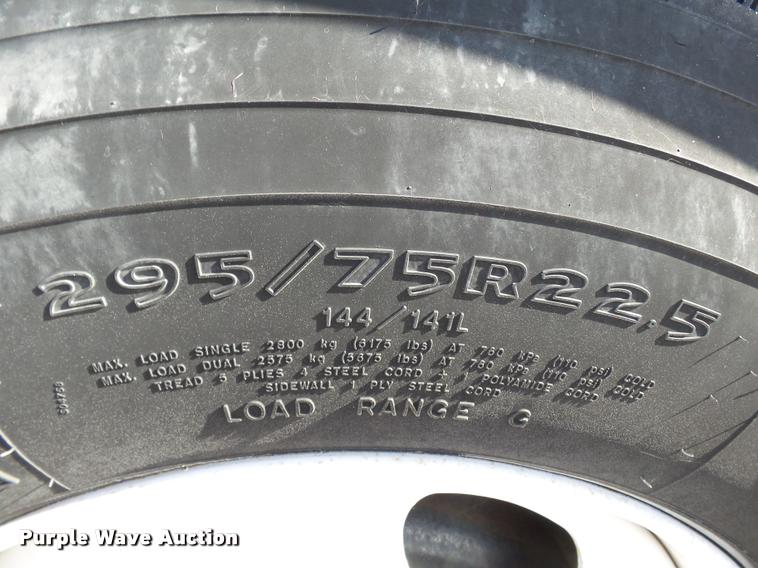 295/75R22.5
144/141L
MAX. LOAD SINGLE 2800 kg (6175 lbs) AT 760 KPa (110 psi) COLD
MAX. LOAD DUAL 2575 kg (5675 lbs) AT 760 KPa (110 psi) COLD
TREAD 5 PLIES 4 STEEL CORD + 1 POLYAMIDE CORD
SIDEWALL 1 PLY STEEL CORD
LOAD RANGE G
Purple Wave Auction